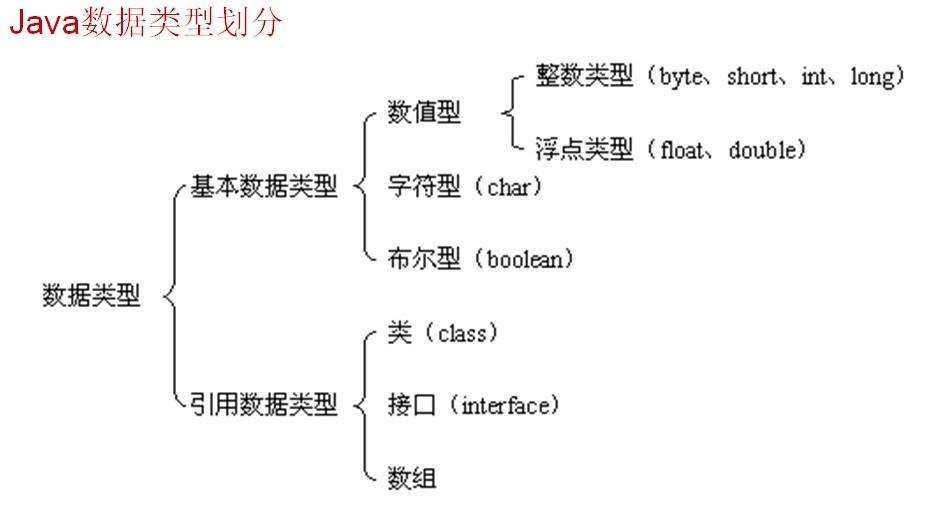 Java数据类型划分
整数类型（byte、short、int、long）
数值型
浮点类型（float、double）
基本数据类型
字符型（char）
布尔型（boolean）
数据类型
类（class）
引用数据类型
接口（interface）
数组